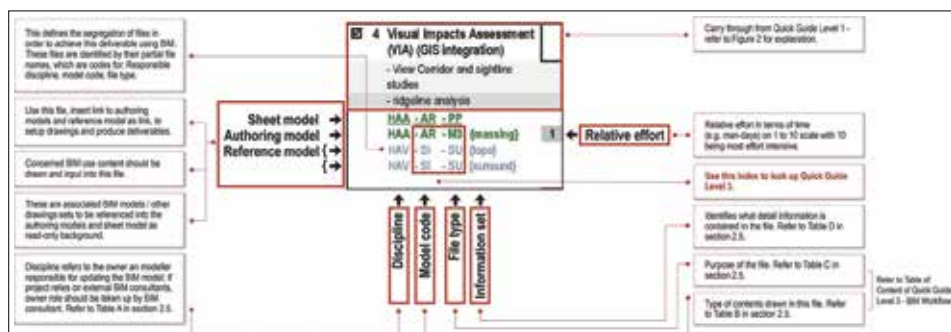 This defines the segregation of files in
order to achieve this deliverable using BIM.
These files are identified by their partial file
names, which are codes for: Responsible
discipline, model code, file type.
Use this file, insert link to authoring
models and reference model as link, to
setup drawings and produce deliverables.
Concerned BIM use content should be
drawn and input into this file.
These are associated BIM models / other
drawings sets to be referenced into the
authoring models and sheet model as
read-only background.
Discipline refers to the owner an modeller
responsible for updating the BIM model; if
project relies on external BIM consultants,
owner role should be taken up by BIM
consultant. Refer to Table A in section 2.5.
Sheet model
Authoring model
Reference model {
{
4 Visual Impacts Assessment
(VIA) (GIS integration)
- View Corridor and sightline
studies
- ridgeline analysis
HAA - AR - PP
HAA - AR - M3 (massing)
HAV - SI - SU (topo)
HAV - SI - SU (surround)
1
Relative effort
Discipline
Model code
File type
Information set
Carry through from Quick Guide Level 1 -
refer to Figure 2 for explanation.
Relative effort in terms of time
(e.g. man-days) on 1 to 10 scale with 10
being most effort intensive.
Use this index to look up Quick Guide
Level 3.
Identifies what detail information is
contained in the file. Refer to Table D in
section 2.5.
Purpose of the file. Refer to Table C in
section 2.5.
Type of contents drawn in this file. Refer
to Table B in section 2.5.
Refer to Table of
Content of Quick Guide
Level 3 - BIM Workflow